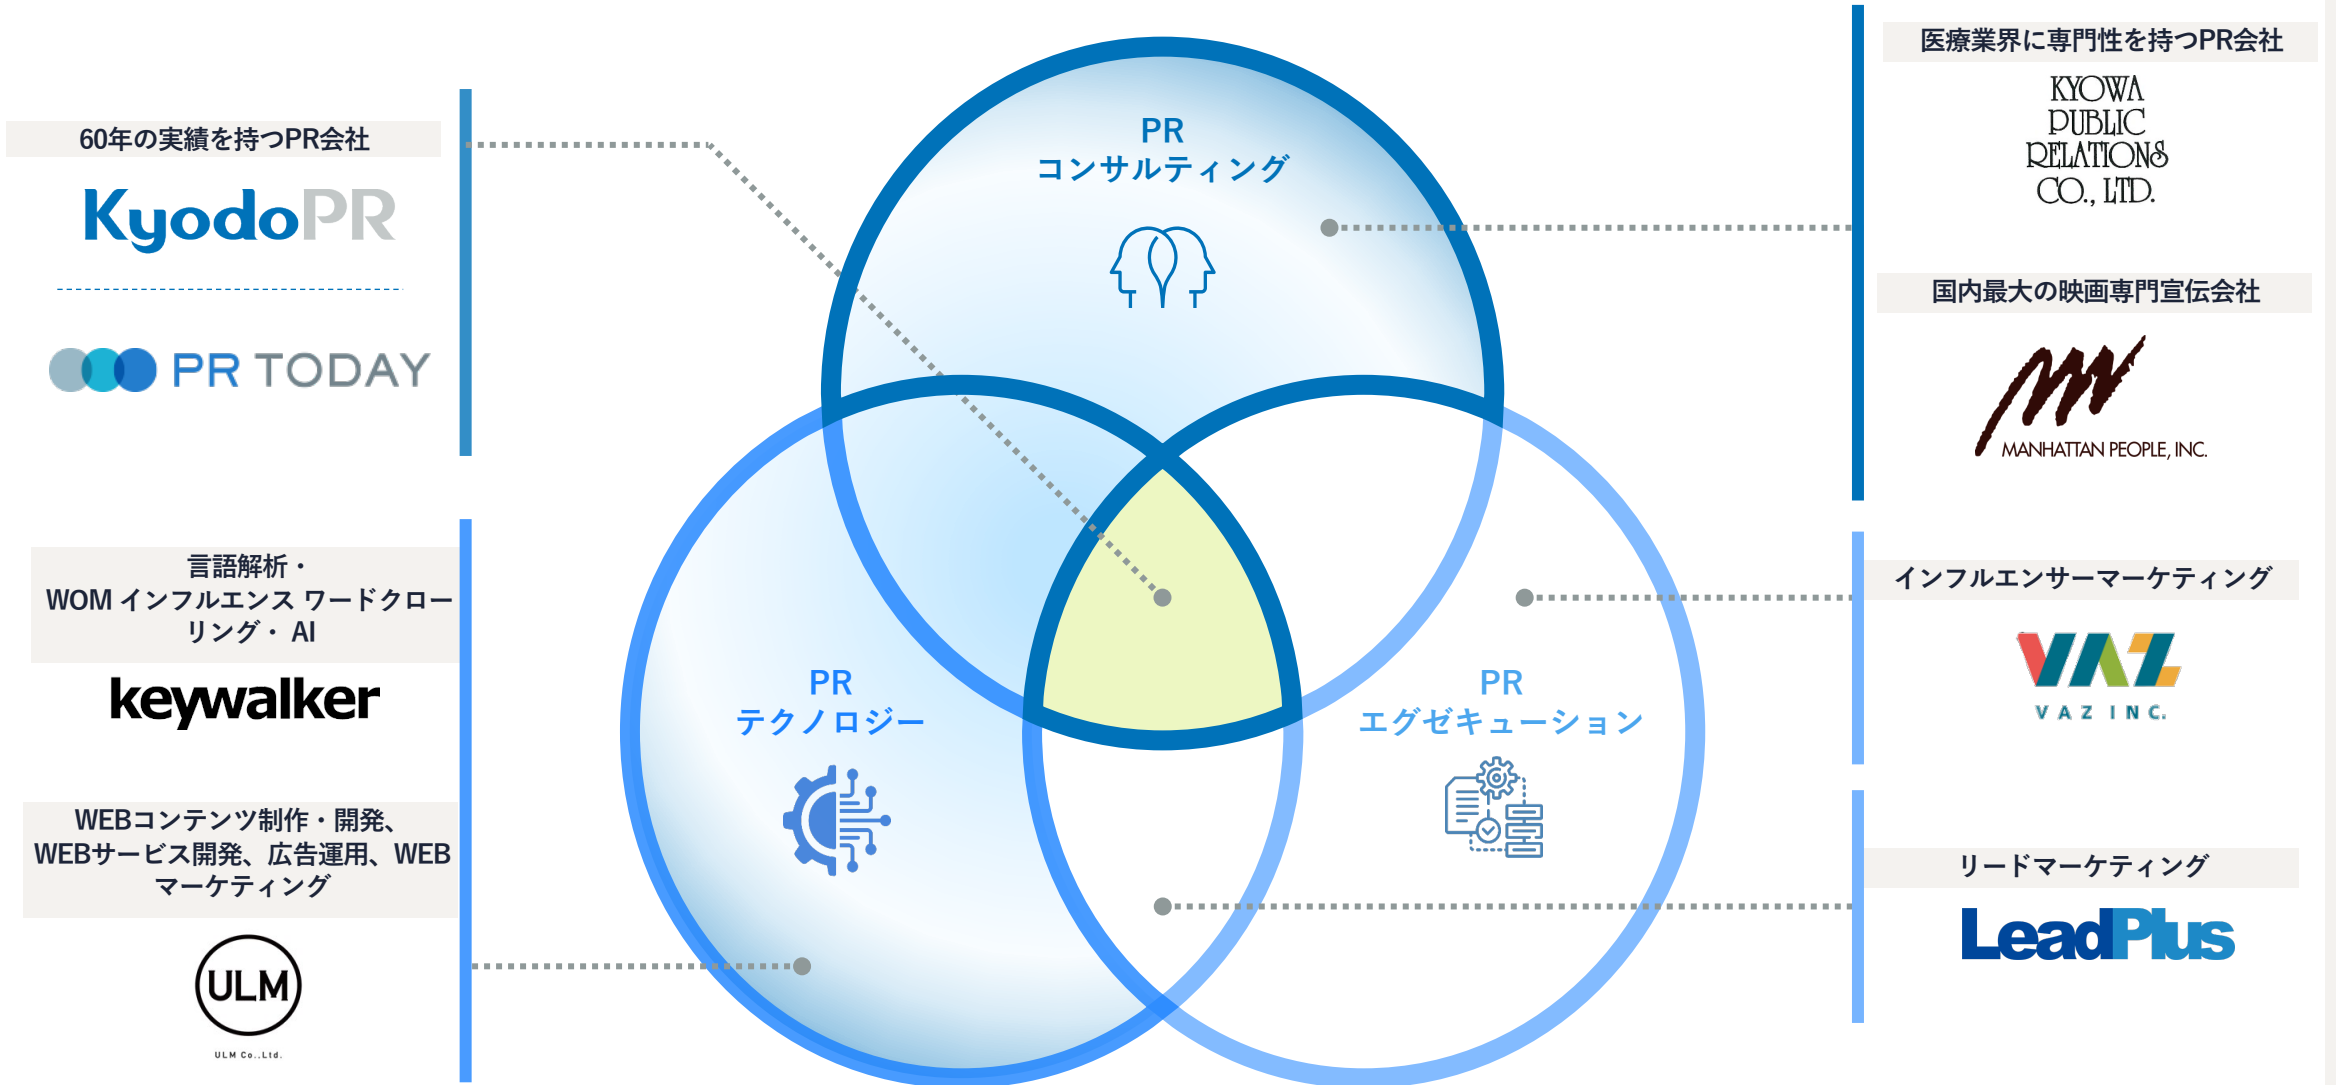 60年の実績を持つPR会社
KyodoPR
PR TODAY
言語解析・
WOM インフルエンス ワードクロー
リング・ AI
keywalker
WEBコンテンツ制作・開発、
WEBサービス開発、広告運用、WEB
マーケティング
ULM
ULM Co.,Ltd.
PR
コンサルティング
PR
テクノロジー
PR
エグゼキューション
医療業界に専門性を持つPR会社
KYOWA
PUBLIC
RELATIONS
CO., LTD.
国内最大の映画専門宣伝会社
MANHATTAN PEOPLE, INC.
インフルエンサーマーケティング
VAZ
VAZ INC.
リードマーケティング
LeadPlus